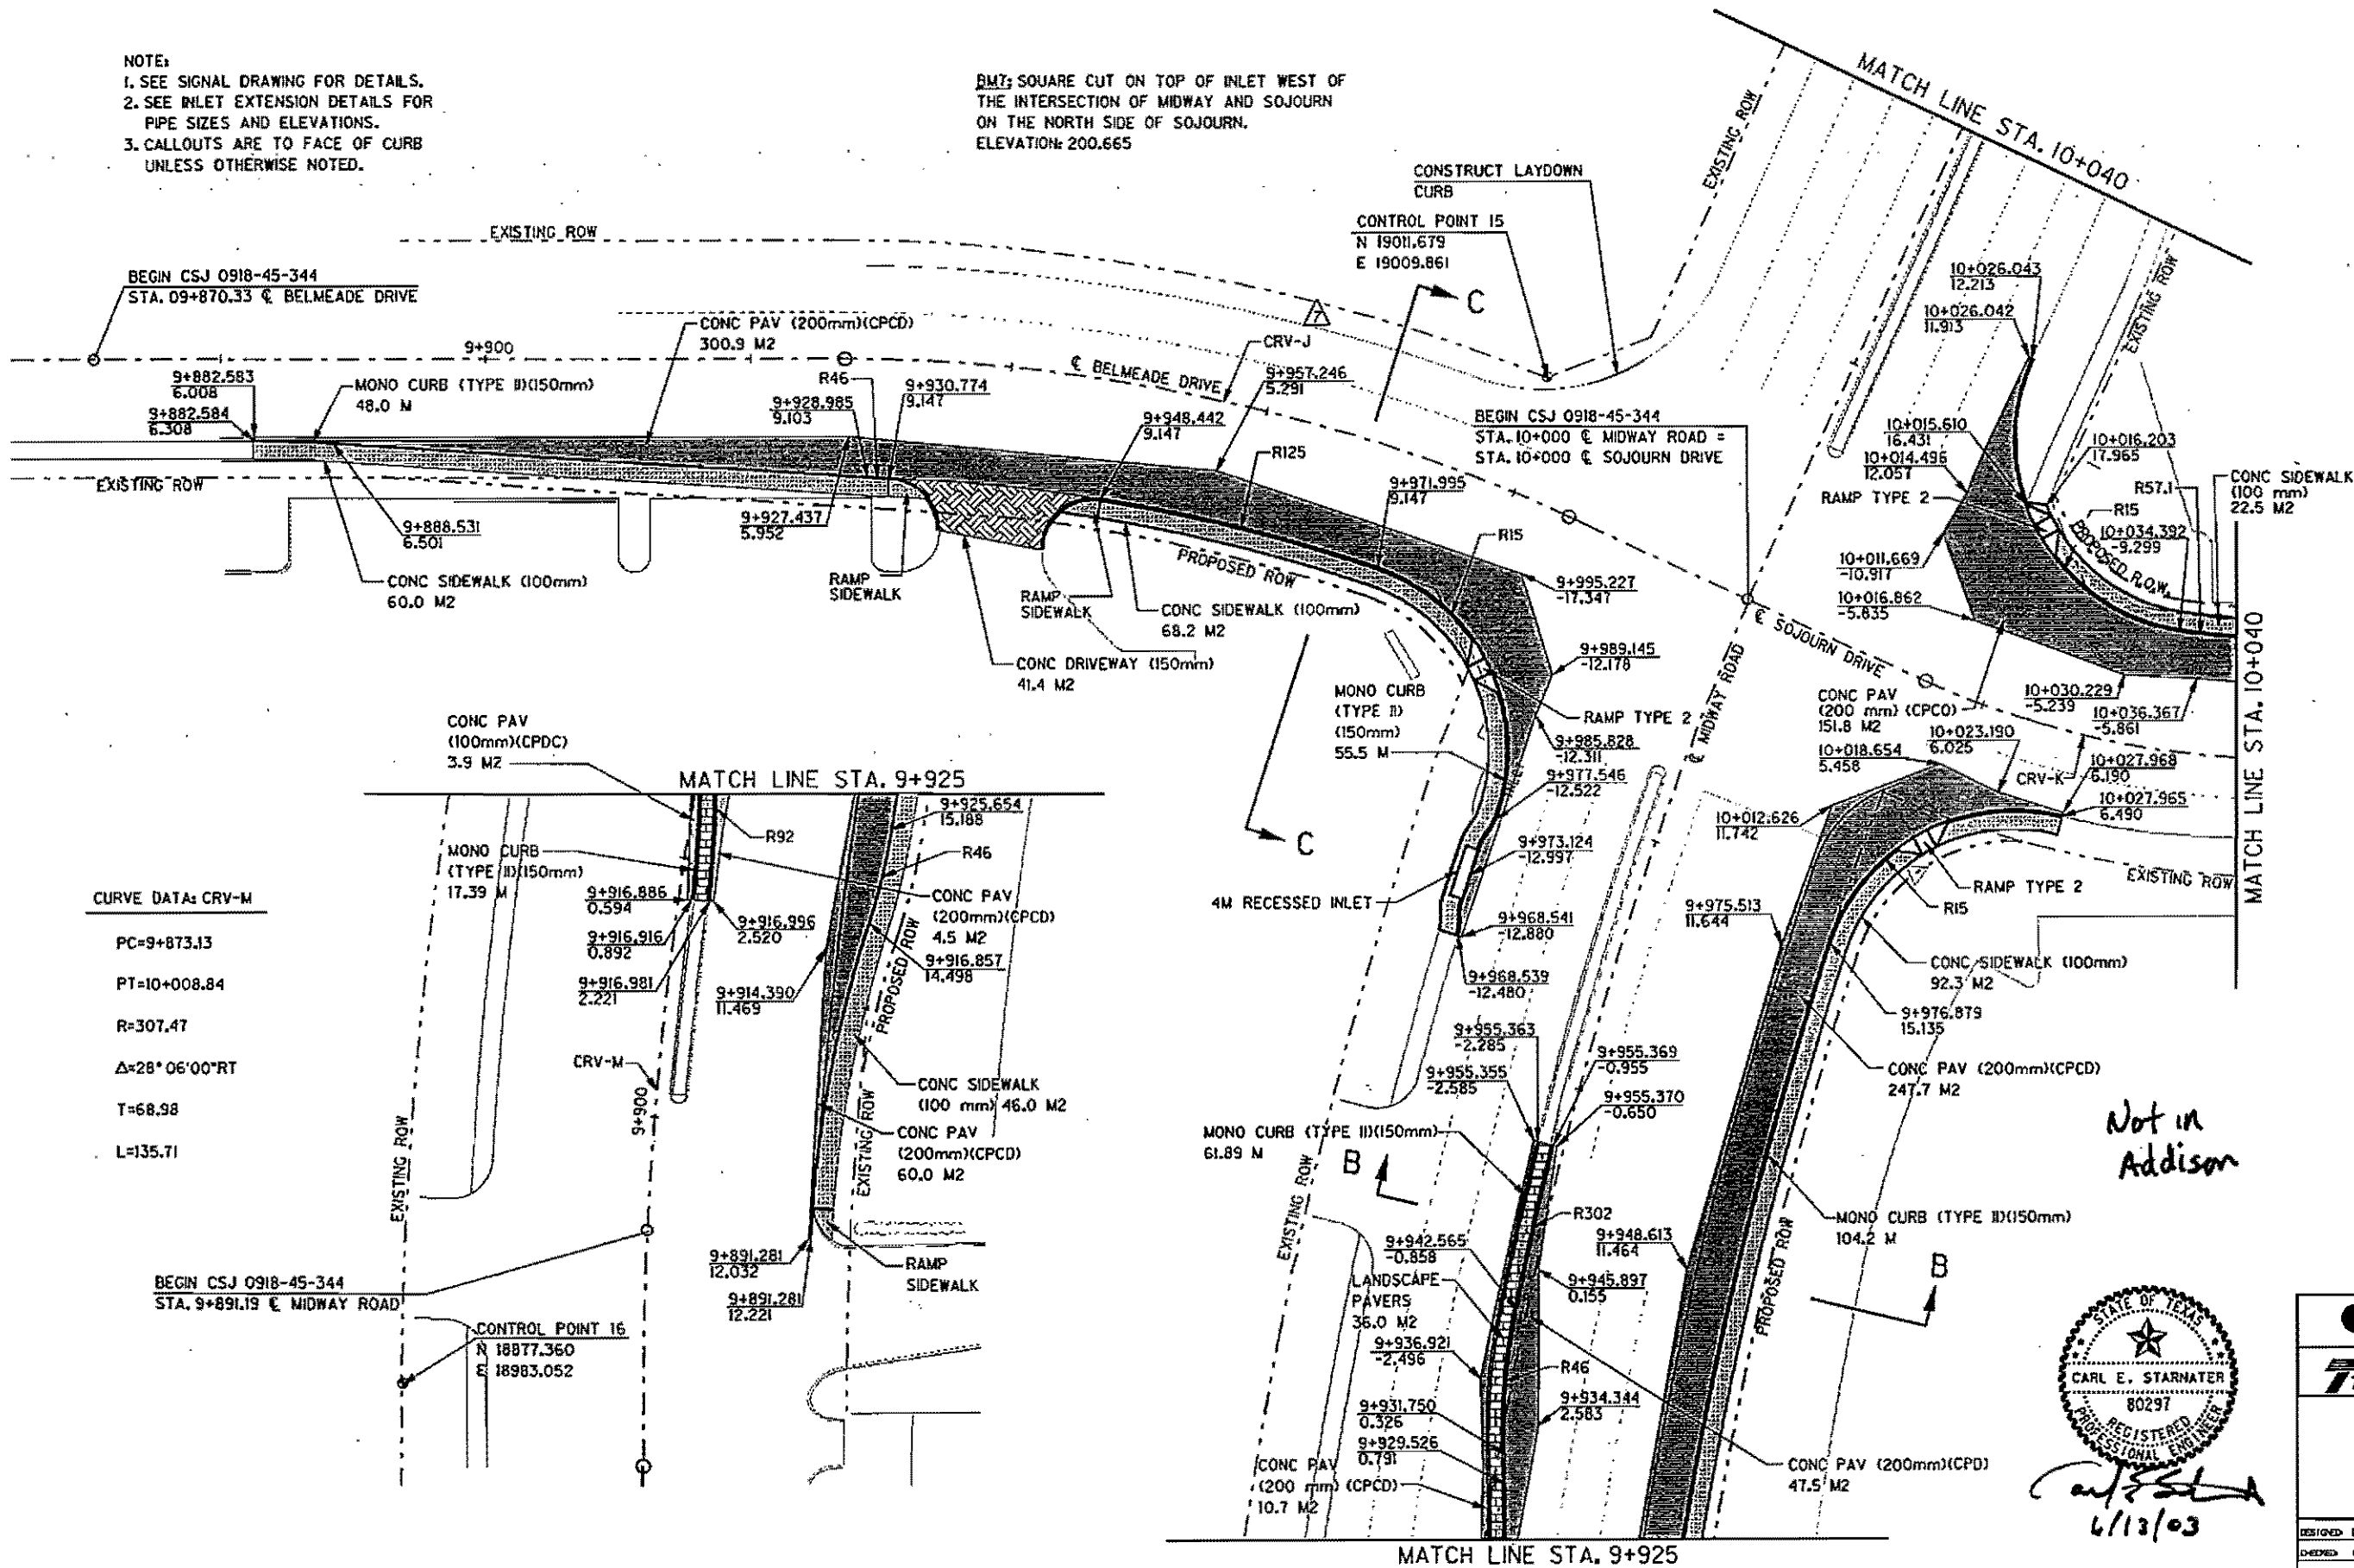 NOTE:
1. SEE SIGNAL DRAWING FOR DETAILS.
2. SEE INLET EXTENSION DETAILS FOR
PIPE SIZES AND ELEVATIONS.
3. CALLOUTS ARE TO FACE OF CURB
UNLESS OTHERWISE NOTED.
BM7: SQUARE CUT ON TOP OF INLET WEST OF
THE INTERSECTION OF MIDWAY AND SOJOURN
ON THE NORTH SIDE OF SOJOURN.
ELEVATION: 200.665
MATCH LINE STA. 10+040
CONSTRUCT LAYDOWN
CURB
CONTROL POINT 15
N 19011.679
E 19009.861
EXISTING ROW
EXISTING ROW
EXISTING ROW
BEGIN CSJ 0918-45-344
STA. 09+870.33 ℄ BELMEADE DRIVE
9+900
CONC PAV (200mm)(CPCD)
300.9 M2
7
C
CRV-J
℄ BELMEADE DRIVE
9+882.583
6.008
9+882.584
6.308
MONO CURB (TYPE II)(150mm)
48.0 M
R46
9+928.985
9.103
9+930.774
9.147
9+948.442
9.147
9+957.246
5.291
R125
9+971.995
9.147
BEGIN CSJ 0918-45-344
STA. 10+000 ℄ MIDWAY ROAD =
STA. 10+000 ℄ SOJOURN DRIVE
10+026.043
12.213
10+026.042
11.913
10+015.610
16.431
10+014.496
12.057
RAMP TYPE 2
10+016.203
17.965
R57.1
CONC SIDEWALK
(100 mm)
22.5 M2
R15
10+034.392
-9.299
PROPOSED R.O.W.
10+011.669
-10.917
10+016.862
-5.835
EXISTING ROW
9+888.531
6.501
9+927.437
5.952
CONC SIDEWALK (100mm)
60.0 M2
RAMP
SIDEWALK
RAMP
SIDEWALK
PROPOSED ROW
CONC SIDEWALK (100mm)
68.2 M2
CONC DRIVEWAY (150mm)
41.4 M2
R15
9+995.227
-17.347
9+989.145
-12.178
MONO CURB
(TYPE II)
(150mm)
55.5 M
RAMP TYPE 2
9+985.828
-12.311
9+977.546
-12.522
INLET
℄ MIDWAY ROAD
℄ SOJOURN DRIVE
CONC PAV
(200 mm) (CPCD)
151.8 M2
10+030.229
-5.239
10+036.367
-5.861
10+018.654
5.458
10+023.190
6.025
CRV-K
10+027.968
6.190
10+027.965
6.490
MATCH LINE STA. 10+040
10+012.626
11.742
EXISTING ROW
RAMP TYPE 2
R15
C
9+973.124
-12.997
4M RECESSED INLET
9+968.541
-12.880
9+968.539
-12.480
9+975.513
11.644
CONC SIDEWALK (100mm)
92.3 M2
9+976.879
15.135
CONC PAV (200mm)(CPCD)
247.7 M2
CONC PAV
(100mm)(CPDC)
3.9 M2
MATCH LINE STA. 9+925
9+925.654
15.188
R92
R46
MONO CURB
(TYPE II)(150mm)
17.39 M
9+916.886
0.594
9+916.916
0.892
9+916.981
2.221
9+916.996
2.520
CONC PAV
(200mm)(CPCD)
4.5 M2
9+916.857
14.498
9+914.390
11.469
PROPOSED ROW
CURVE DATA: CRV-M
PC=9+873.13
PT=10+008.84
R=307.47
Δ=28°06'00"RT
T=68.98
L=135.71
CRV-M
9+900
CONC SIDEWALK
(100 mm) 46.0 M2
CONC PAV
(200mm)(CPCD)
60.0 M2
EXISTING ROW
EXISTING ROW
RAMP
SIDEWALK
9+891.281
12.032
9+891.281
12.221
BEGIN CSJ 0918-45-344
STA. 9+891.19 ℄ MIDWAY ROAD
CONTROL POINT 16
N 18877.360
E 18983.052
9+955.363
-2.285
9+955.355
-2.585
9+955.369
-0.955
9+955.370
-0.650
MONO CURB (TYPE II)(150mm)
61.89 M
B
EXISTING ROW
R302
9+942.565
-0.858
LANDSCAPE
PAVERS
36.0 M2
9+945.897
0.155
9+948.613
11.464
9+936.921
-2.496
R46
9+934.344
2.583
9+931.750
0.326
9+929.526
0.791
CONC PAV
(200 mm) (CPCD)
10.7 M2
PROPOSED ROW
MONO CURB (TYPE II)(150mm)
104.2 M
B
CONC PAV (200mm)(CPD)
47.5 M2
MATCH LINE STA. 9+925
Not in
Addison
STATE OF TEXAS
CARL E. STARNATER
80297
REGISTERED
PROFESSIONAL ENGINEER
6/13/03
DESIGNED